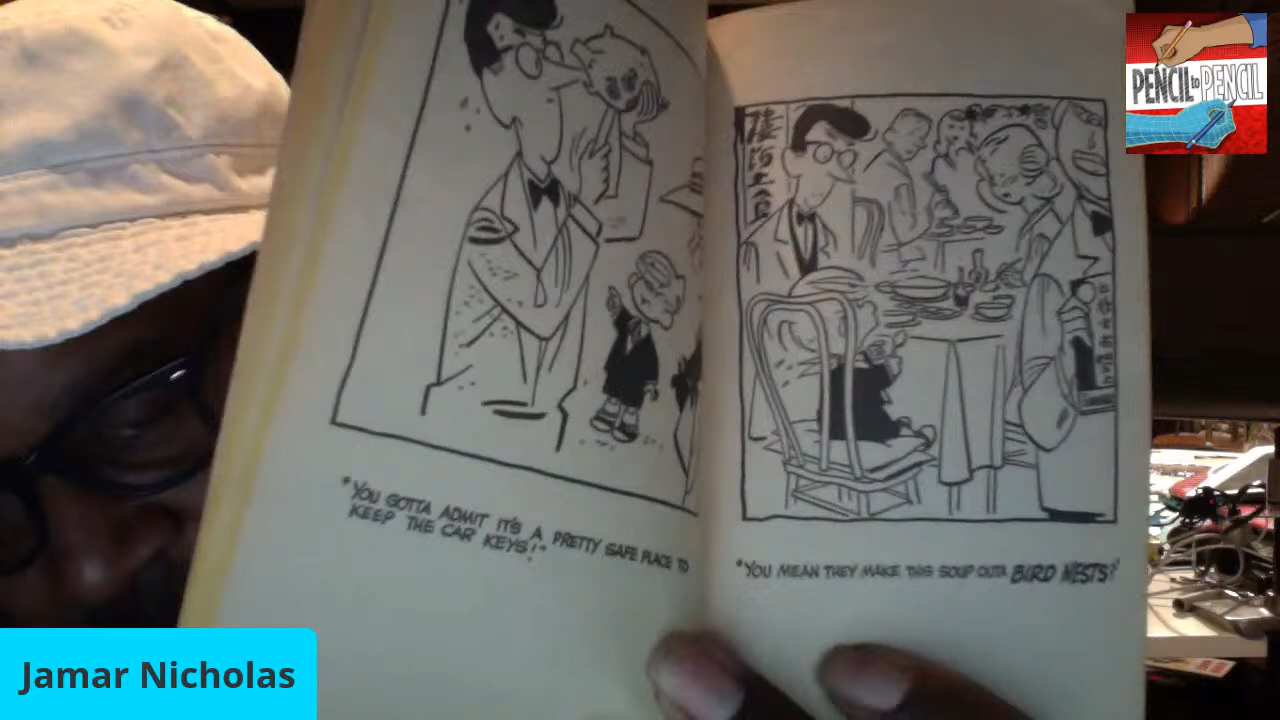 PENCIL to PENCIL
"YOU GOTTA ADMIT IT'S A PRETTY SAFE PLACE TO
KEEP THE CAR KEYS!"
"YOU MEAN THEY MAKE THIS SOUP OUTA BIRD NESTS?"
Jamar Nicholas